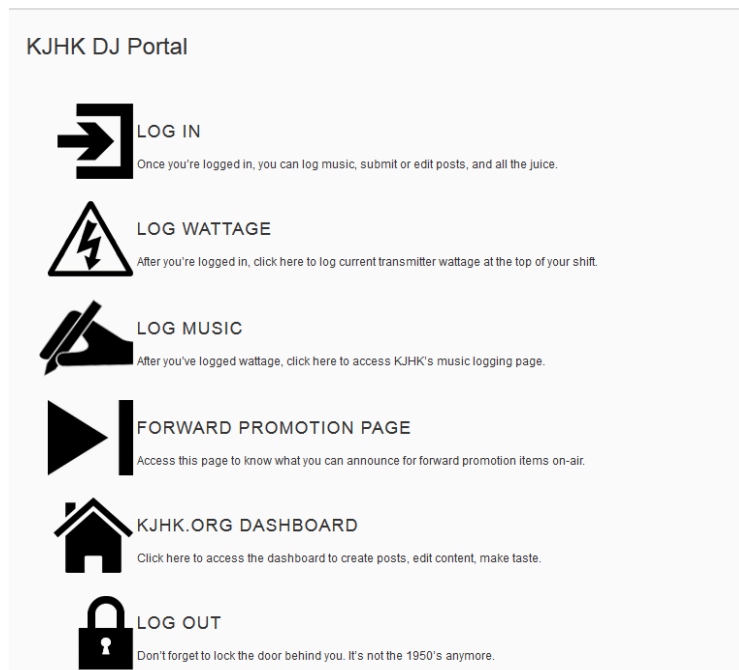 KJHK DJ Portal
LOG IN
Once you're logged in, you can log music, submit or edit posts, and all the juice.
LOG WATTAGE
After you're logged in, click here to log current transmitter wattage at the top of your shift.
LOG MUSIC
After you've logged wattage, click here to access KJHK's music logging page.
FORWARD PROMOTION PAGE
Access this page to know what you can announce for forward promotion items on-air.
KJHK.ORG DASHBOARD
Click here to access the dashboard to create posts, edit content, make taste.
LOG OUT
Don't forget to lock the door behind you. It's not the 1950's anymore.